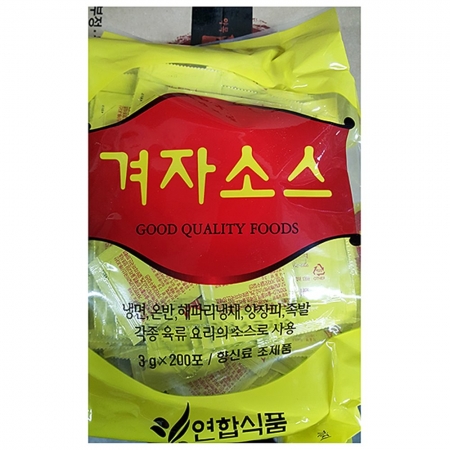 부정..
겨자소스
GOOD QUALITY FOODS
냉면,온반 해파리냉채, 양장피, 족발
각종 육류 요리의 소스로 사용
3g×200포 / 향신료 조제품
연합식품